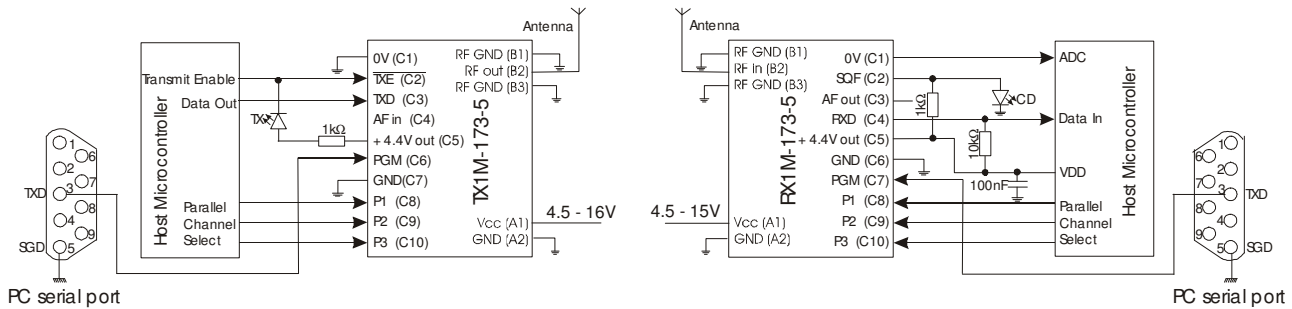 Antenna
Transmit Enable
Data Out
Host Microcontroller
Parallel
Channel
Select
TX
1kΩ
0V (C1)
TXE (C2)
TXD (C3)
AF in (C4)
+ 4.4V out (C5)
PGM (C6)
GND(C7)
P1 (C8)
P2 (C9)
P3 (C10)
TX1M-173-5
RF GND (B1)
RF out (B2)
RF GND (B3)
Vcc (A1)
GND (A2)
4.5 - 16V
1
6
2
7
TXD
3
8
4
9
SGD
5
PC serial port
Antenna
RF GND (B1)
RF in (B2)
RF GND (B3)
4.5 - 15V
Vcc (A1)
GND (A2)
RX1M-173-5
0V (C1)
SQF (C2)
AF out (C3)
RXD (C4)
+ 4.4V out (C5)
GND (C6)
PGM (C7)
P1 (C8)
P2 (C9)
P3 (C10)
1kΩ
CD
10kΩ
100nF
ADC
Data In
VDD
Parallel
Channel
Select
Host Microcontroller
1
6
2
7
3
TXD
8
4
9
5
SGD
PC serial port